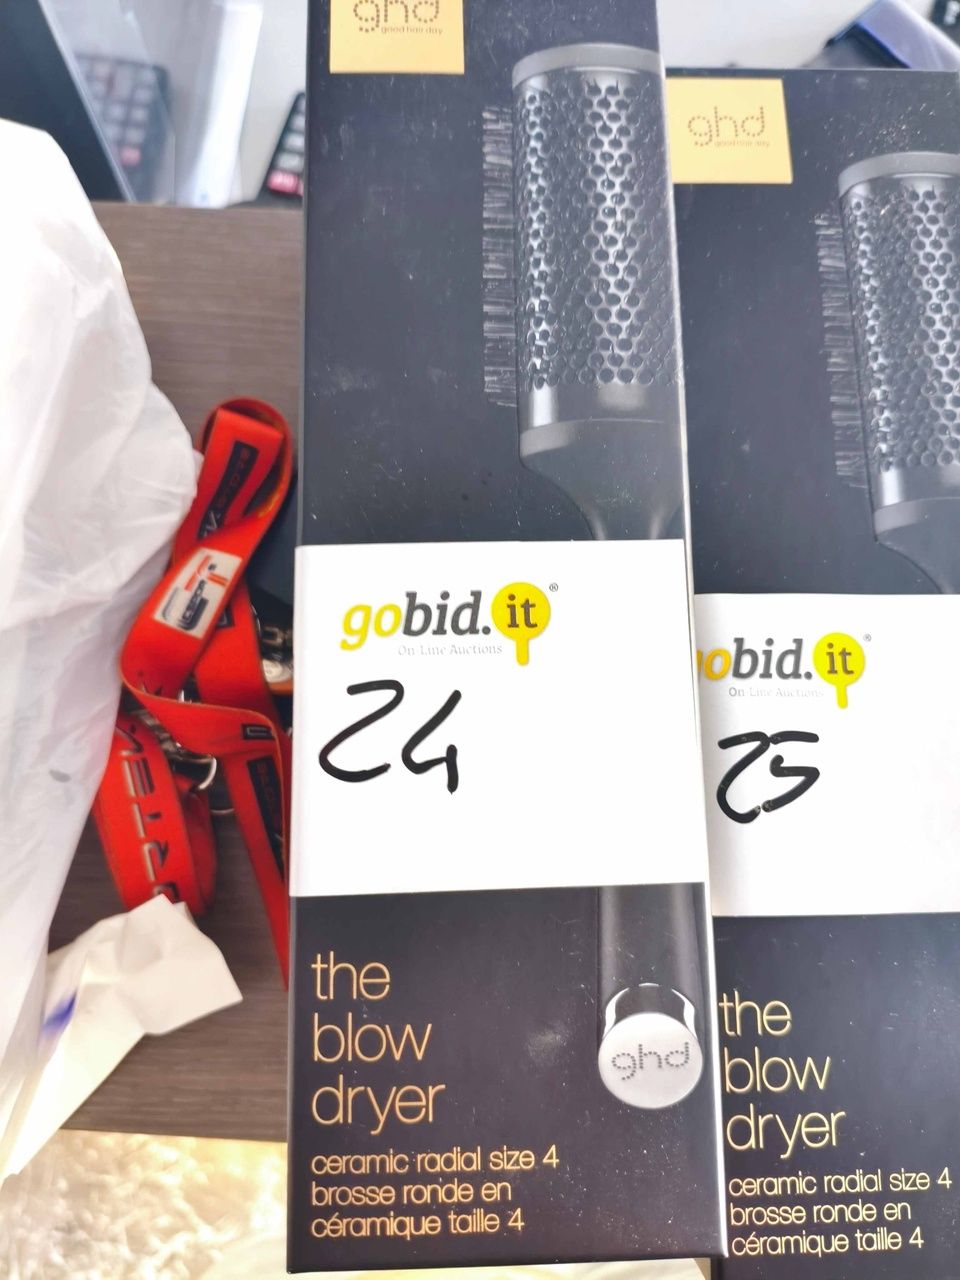 ghd
good hair day
gobid.it®
On-Line Auctions
24
the
blow
dryer
ghd
ceramic radial size 4
brosse ronde en
céramique taille 4
ghd
good hair day
gobid.it®
On-Line Auctions
25
the
blow
dryer
ceramic radial size 4
brosse ronde en
céramique taille 4